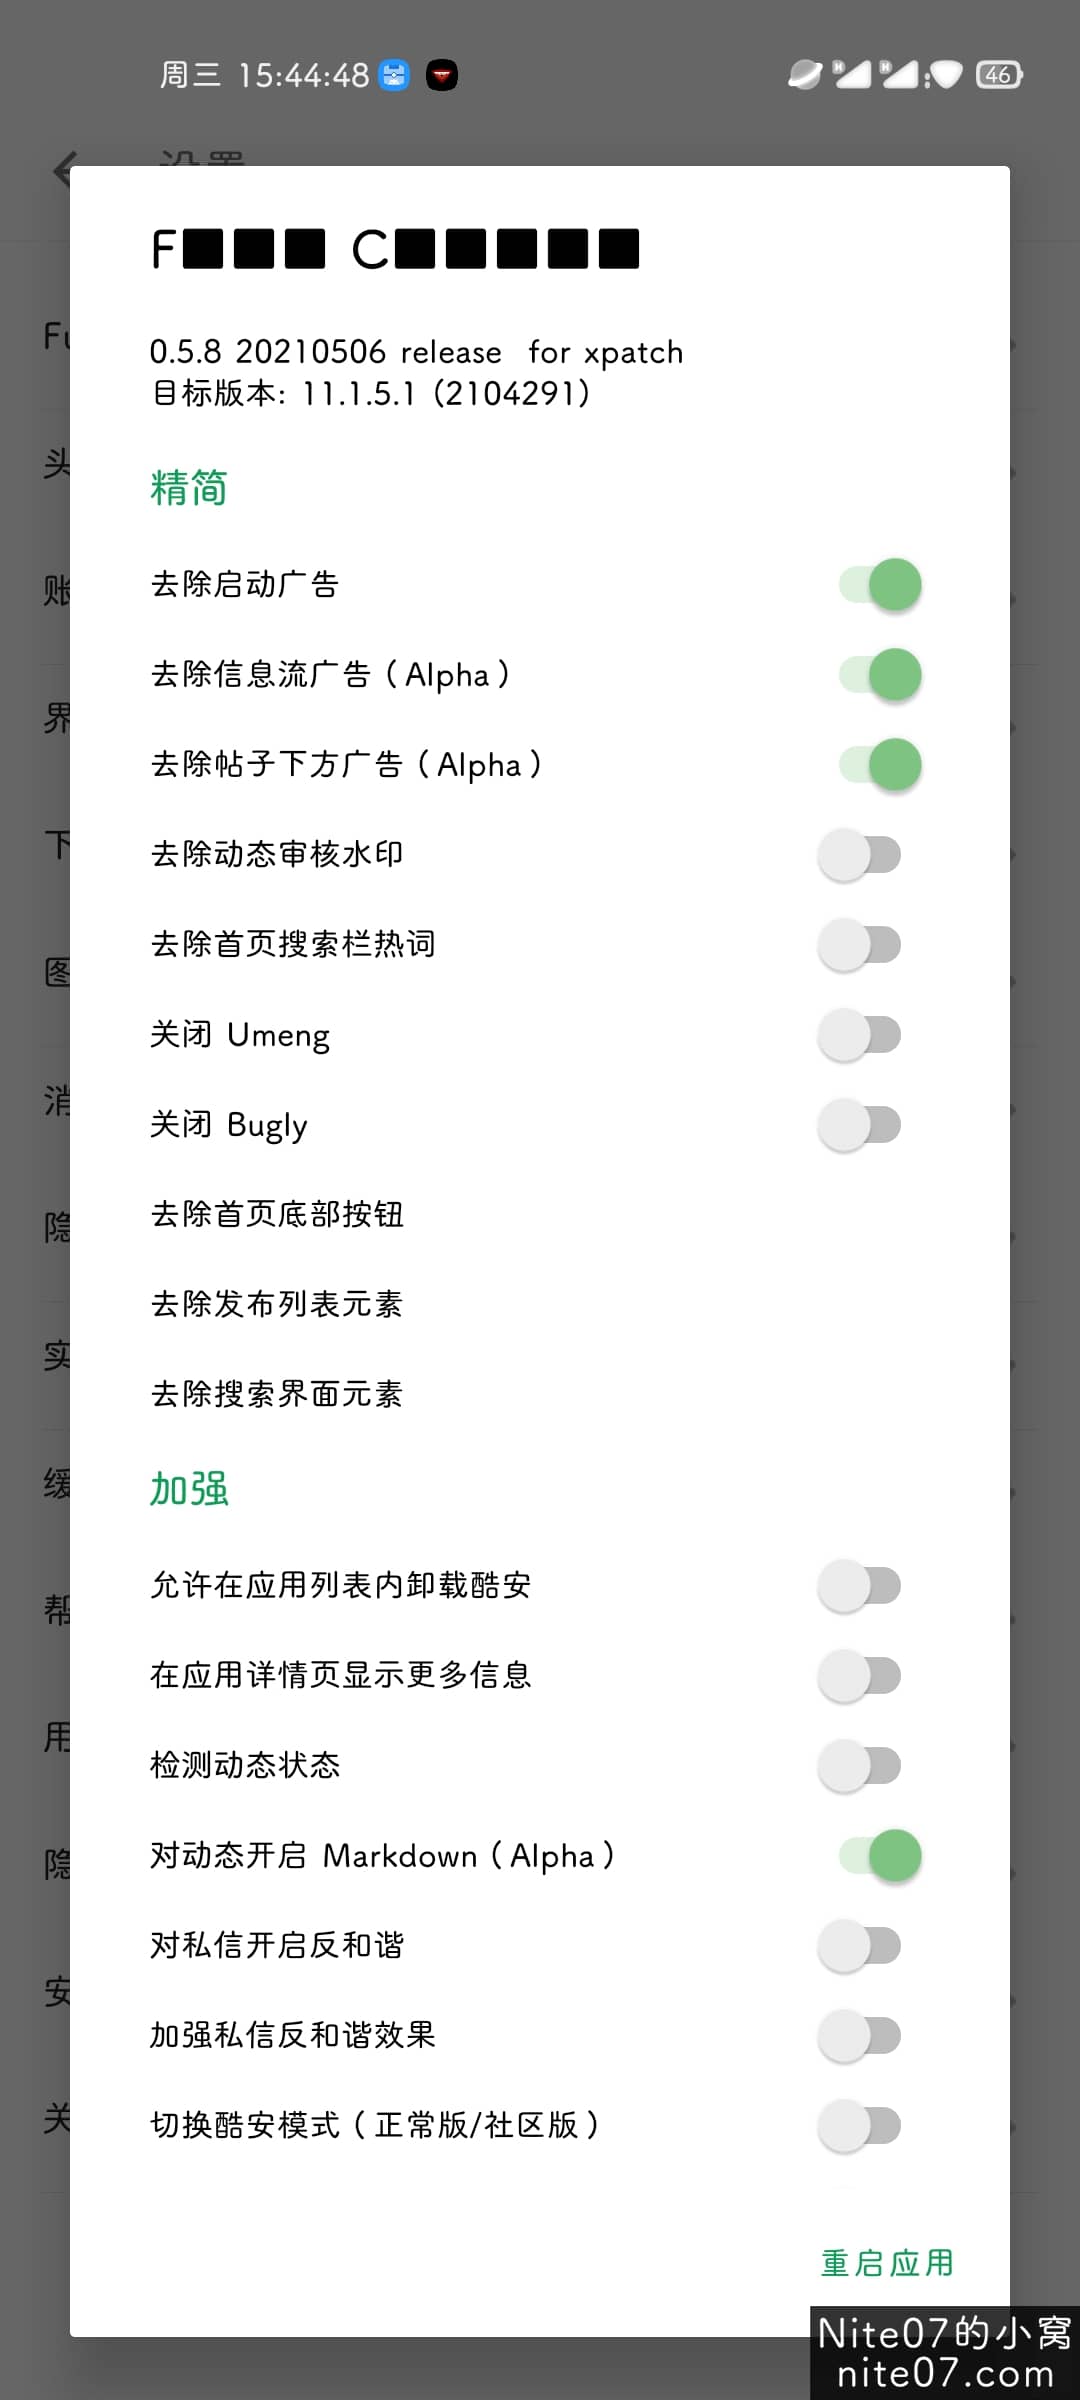 周三 15:44:48
46
F■■■ C■■■■■
0.5.8 20210506 release for xpatch
目标版本: 11.1.5.1 (2104291)
精简
去除启动广告
去除信息流广告（Alpha）
去除帖子下方广告（Alpha）
去除动态审核水印
去除首页搜索栏热词
关闭 Umeng
关闭 Bugly
去除首页底部按钮
去除发布列表元素
去除搜索界面元素
加强
允许在应用列表内卸载酷安
在应用详情页显示更多信息
检测动态状态
对动态开启 Markdown（Alpha）
对私信开启反和谐
加强私信反和谐效果
切换酷安模式（正常版/社区版）
重启应用
Nite07的小窝
nite07.com